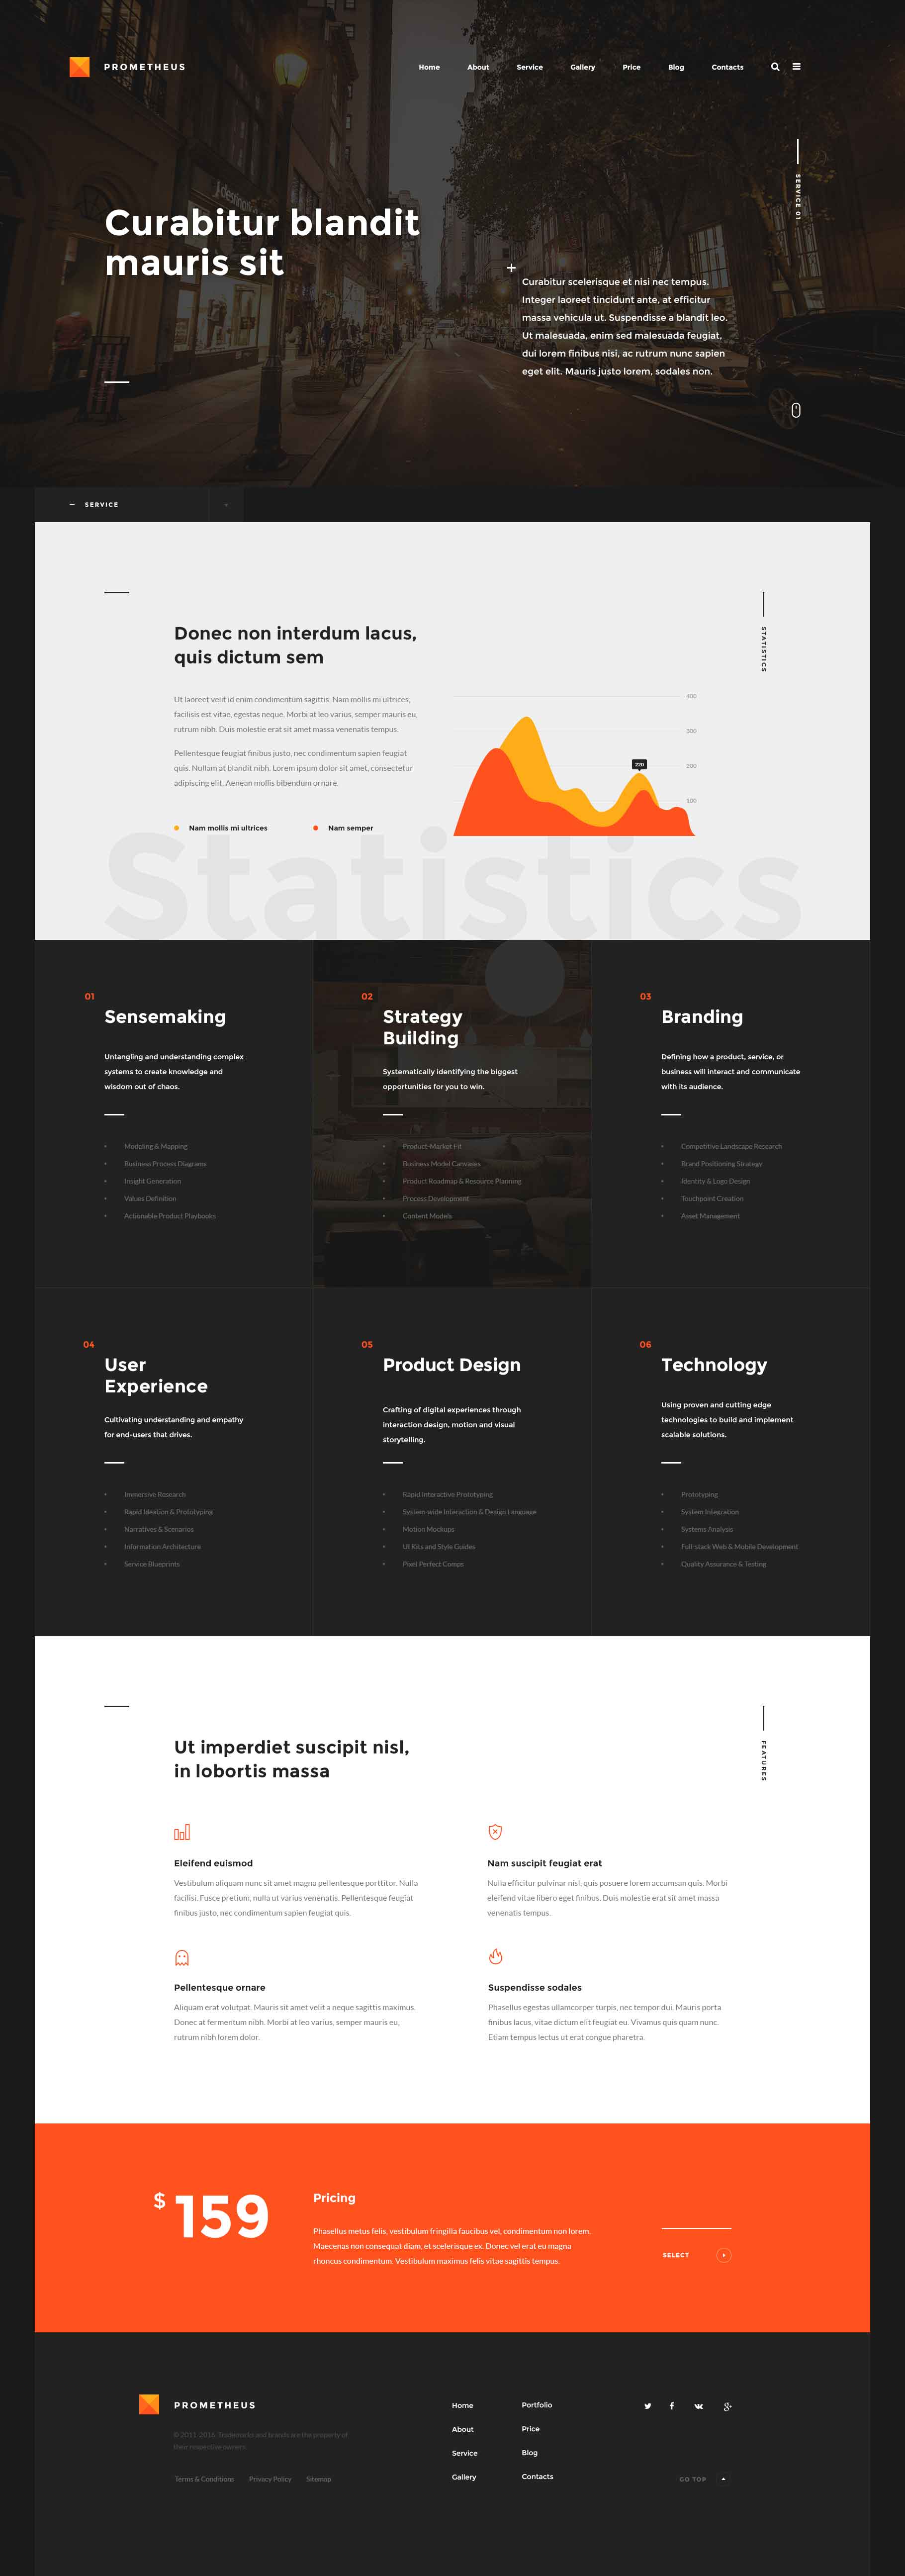 PROMETHEUS
Home About Service Gallery Price Blog Contacts
SERVICE 01
Curabitur blandit
mauris sit
+
Curabitur scelerisque et nisi nec tempus.
Integer laoreet tincidunt ante, at efficitur
massa vehicula ut. Suspendisse a blandit leo.
Ut malesuada, enim sed malesuada feugiat,
dui lorem finibus nisi, ac rutrum nunc sapien
eget elit. Mauris justo lorem, sodales non.
SERVICE
STATISTICS
Donec non interdum lacus,
quis dictum sem
Ut laoreet velit id enim condimentum sagittis. Nam mollis mi ultrices,
facilisis est vitae, egestas neque. Morbi at leo varius, semper mauris eu,
rutrum nibh. Duis molestie erat sit amet massa venenatis tempus.
Pellentesque feugiat finibus justo, nec condimentum sapien feugiat
quis. Nullam at blandit nibh. Lorem ipsum dolor sit amet, consectetur
adipiscing elit. Aenean mollis bibendum ornare.
Nam mollis mi ultrices
Nam semper
400
300
200
100
220
Statistics
01
Sensemaking
Untangling and understanding complex
systems to create knowledge and
wisdom out of chaos.
Modeling & Mapping
Business Process Diagrams
Insight Generation
Values Definition
Actionable Product Playbooks
02
Strategy
Building
Systematically identifying the biggest
opportunities for you to win.
Product-Market Fit
Business Model Canvases
Product Roadmap & Resource Planning
Process Development
Content Models
03
Branding
Defining how a product, service, or
business will interact and communicate
with its audience.
Competitive Landscape Research
Brand Positioning Strategy
Identity & Logo Design
Touchpoint Creation
Asset Management
04
User
Experience
Cultivating understanding and empathy
for end-users that drives.
Immersive Research
Rapid Ideation & Prototyping
Narratives & Scenarios
Information Architecture
Service Blueprints
05
Product Design
Crafting of digital experiences through
interaction design, motion and visual
storytelling.
Rapid Interactive Prototyping
System-wide Interaction & Design Language
Motion Mockups
UI Kits and Style Guides
Pixel Perfect Comps
06
Technology
Using proven and cutting edge
technologies to build and implement
scalable solutions.
Prototyping
System Integration
Systems Analysis
Full-stack Web & Mobile Development
Quality Assurance & Testing
FEATURES
Ut imperdiet suscipit nisl,
in lobortis massa
Eleifend euismod
Vestibulum aliquam nunc sit amet magna pellentesque porttitor. Nulla
facilisi. Fusce pretium, nulla ut varius venenatis. Pellentesque feugiat
finibus justo, nec condimentum sapien feugiat quis.
Nam suscipit feugiat erat
Nulla efficitur pulvinar nisl, quis posuere lorem accumsan quis. Morbi
eleifend vitae libero eget finibus. Duis molestie erat sit amet massa
venenatis tempus.
Pellentesque ornare
Aliquam erat volutpat. Mauris sit amet velit a neque sagittis maximus.
Donec at fermentum nibh. Morbi at leo varius, semper mauris eu,
rutrum nibh lorem dolor.
Suspendisse sodales
Phasellus egestas ullamcorper turpis, nec tempor dui. Mauris porta
finibus lacus, vitae dictum elit feugiat eu. Vivamus quis quam nunc.
Etiam tempus lectus ut erat congue pharetra.
$ 159
Pricing
Phasellus metus felis, vestibulum fringilla faucibus vel, condimentum non lorem.
Maecenas non consequat diam, et scelerisque ex. Donec vel erat eu magna
rhoncus condimentum. Vestibulum maximus felis vitae sagittis tempus.
SELECT
PROMETHEUS
© 2011-2016. Trademarks and brands are the property of
their respective owners.
Terms & Conditions Privacy Policy Sitemap
Home
About
Service
Gallery
Portfolio
Price
Blog
Contacts
GO TOP